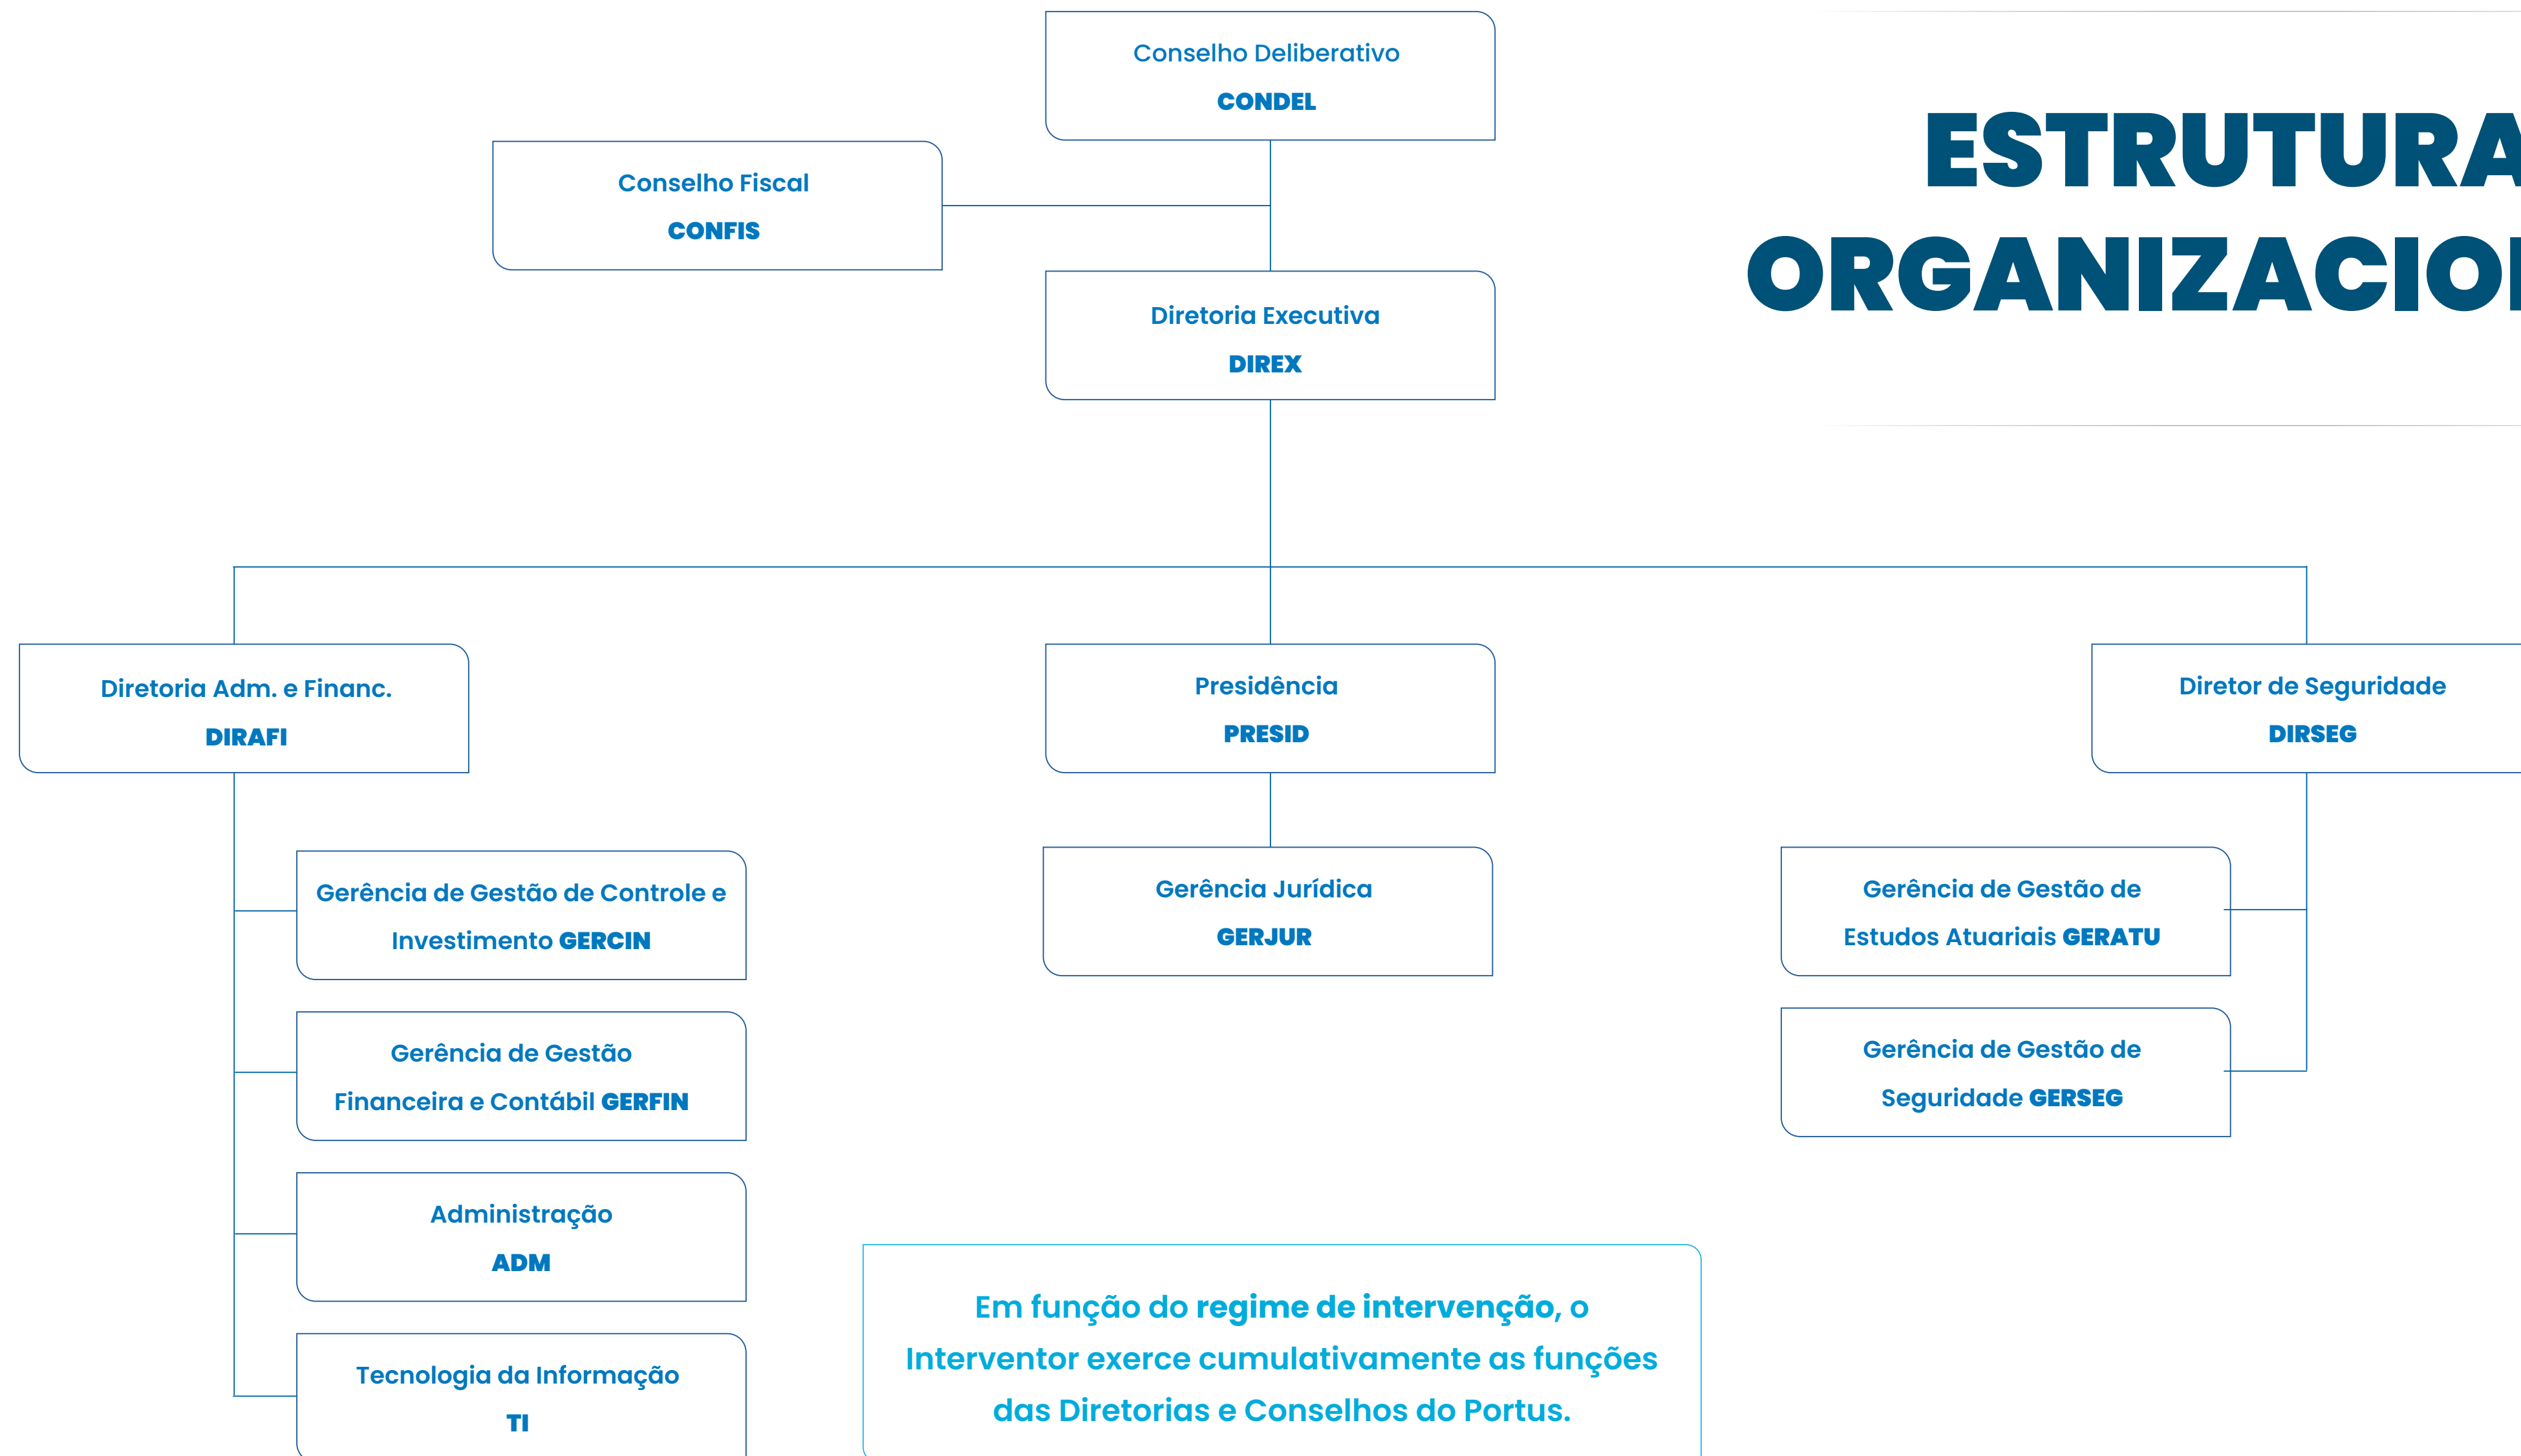 Conselho Deliberativo
CONDEL
ESTRUTURA
Conselho Fiscal
CONFIS
ORGANIZACIO
Diretoria Executiva
DIREX
Diretoria Adm. e Financ.
DIRAFI
Presidência
PRESID
Diretor de Seguridade
DIRSEG
Gerência de Gestão de Controle e
Investimento GERCIN
Gerência de Gestão
Financeira e Contábil GERFIN
Administração
ADM
Tecnologia da Informação
TI
Gerência Jurídica
GERJUR
Gerência de Gestão de
Estudos Atuariais GERATU
Gerência de Gestão de
Seguridade GERSEG
Em função do regime de intervenção, o
Interventor exerce cumulativamente as funções
das Diretorias e Conselhos do Portus.